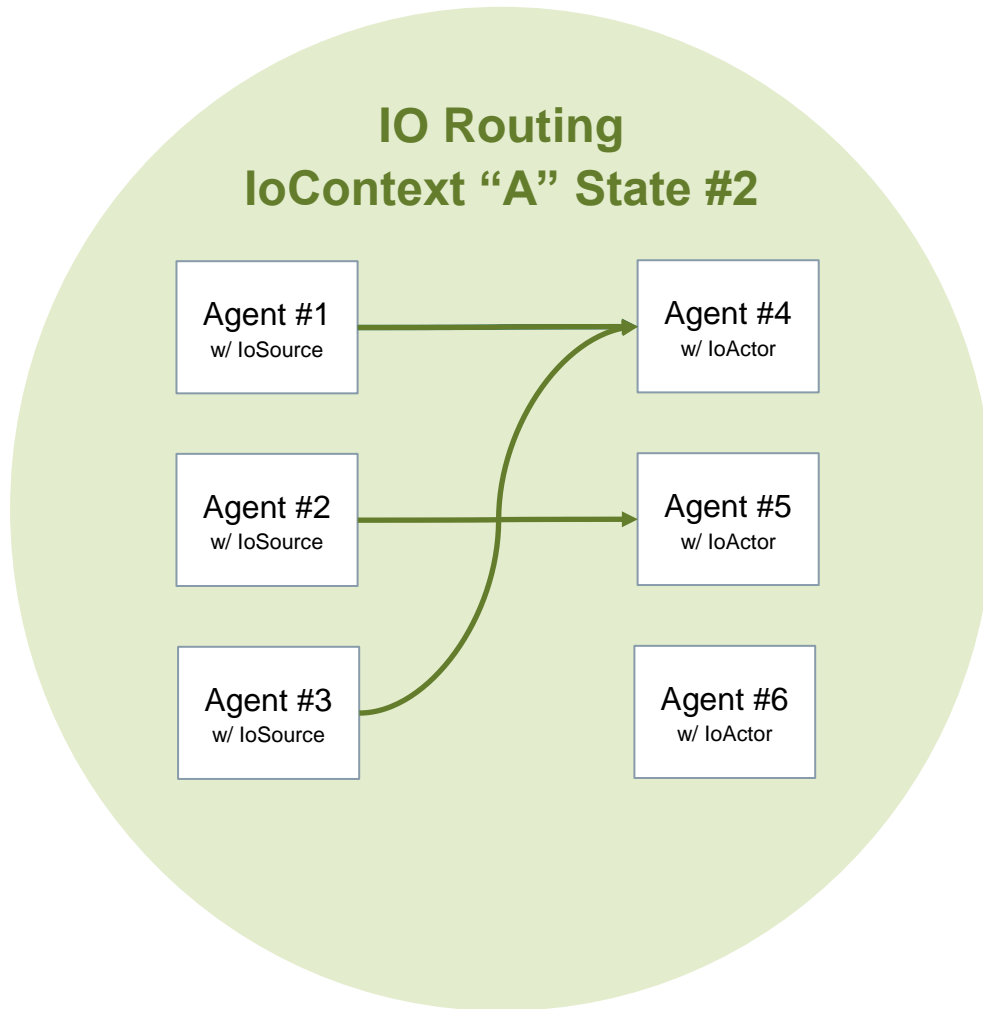 IO Routing
IoContext “A” State #2
Agent #1
w/ IoSource
Agent #4
w/ IoActor
Agent #2
w/ IoSource
Agent #5
w/ IoActor
Agent #3
w/ IoSource
Agent #6
w/ IoActor